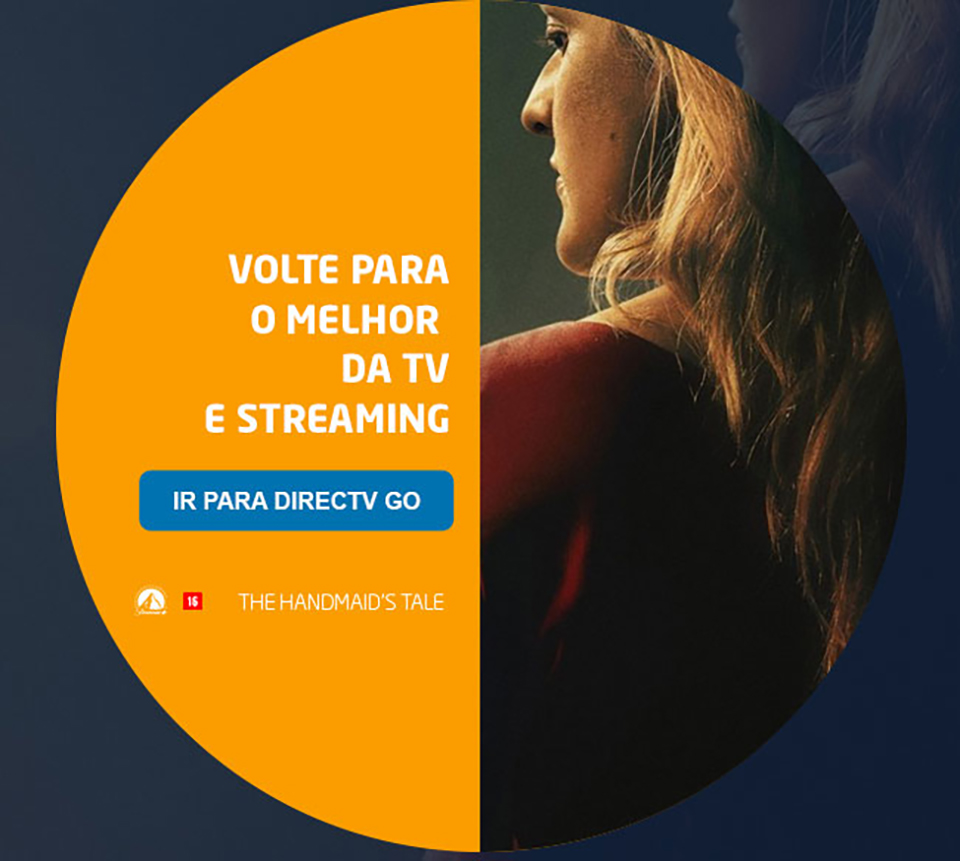 VOLTE PARA
O MELHOR
DA TV
E STREAMING
IR PARA DIRECTV GO
16 THE HANDMAID'S TALE